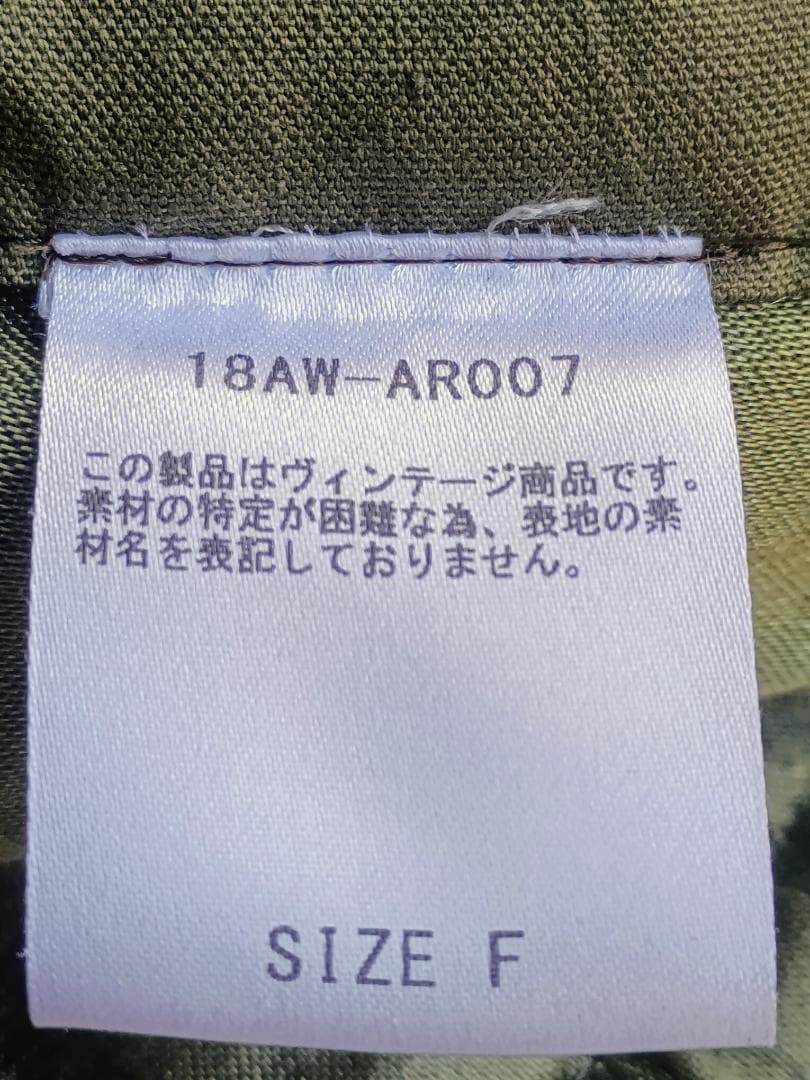 18AW-AR007
この製品はヴィンテージ商品です。
素材の特定が困難な為、表地の素
材名を表記しておりません。
SIZE F